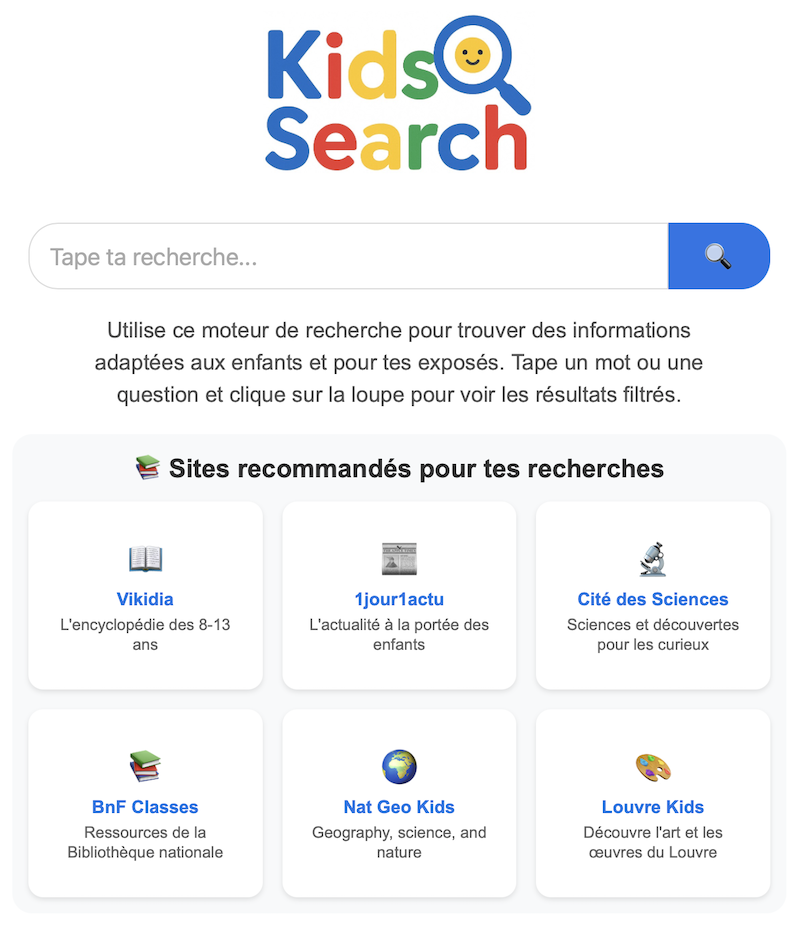 Kids
Search
Tape ta recherche...
Utilise ce moteur de recherche pour trouver des informations
adaptées aux enfants et pour tes exposés. Tape un mot ou une
question et clique sur la loupe pour voir les résultats filtrés.
Sites recommandés pour tes recherches
Vikidia
L'encyclopédie des 8-13
ans
1jour1actu
L'actualité à la portée des
enfants
Cité des Sciences
Sciences et découvertes
pour les curieux
BnF Classes
Ressources de la
Bibliothèque nationale
Nat Geo Kids
Geography, science, and
nature
Louvre Kids
Découvre l'art et les
œuvres du Louvre